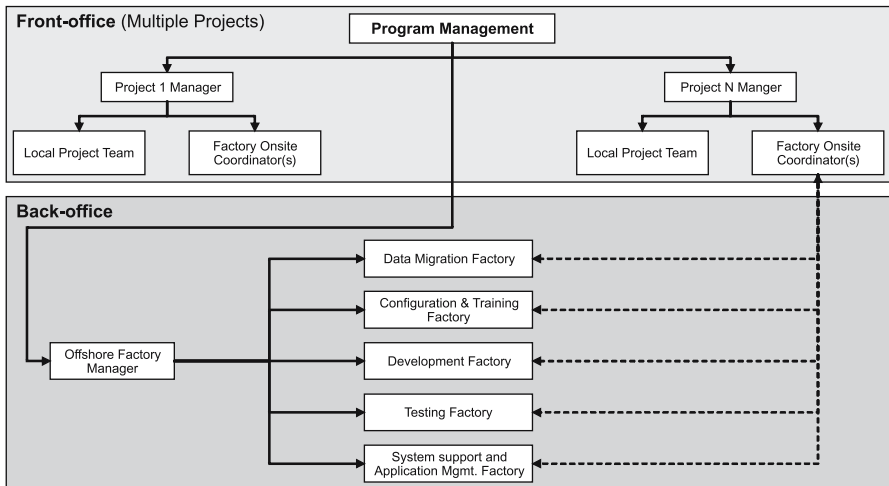 Front-office (Multiple Projects)
Program Management
Project 1 Manager
Project N Manger
Local Project Team
Factory Onsite
Coordinator(s)
Local Project Team
Factory Onsite
Coordinator(s)
Back-office
Data Migration Factory
Configuration & Training
Factory
Offshore Factory
Manager
Development Factory
Testing Factory
System support and
Application Mgmt. Factory